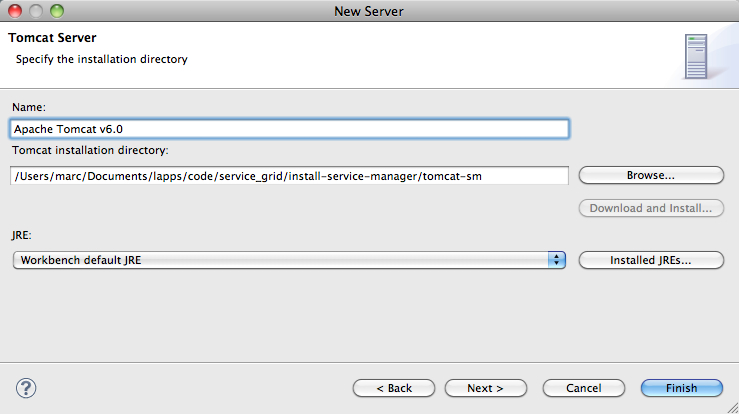 New Server
Tomcat Server
Specify the installation directory
Name:
Apache Tomcat v6.0
Tomcat installation directory:
/Users/marc/Documents/lapps/code/service_grid/install-service-manager/tomcat-sm
Browse...
Download and Install...
JRE:
Workbench default JRE
Installed JREs...
?
< Back
Next >
Cancel
Finish